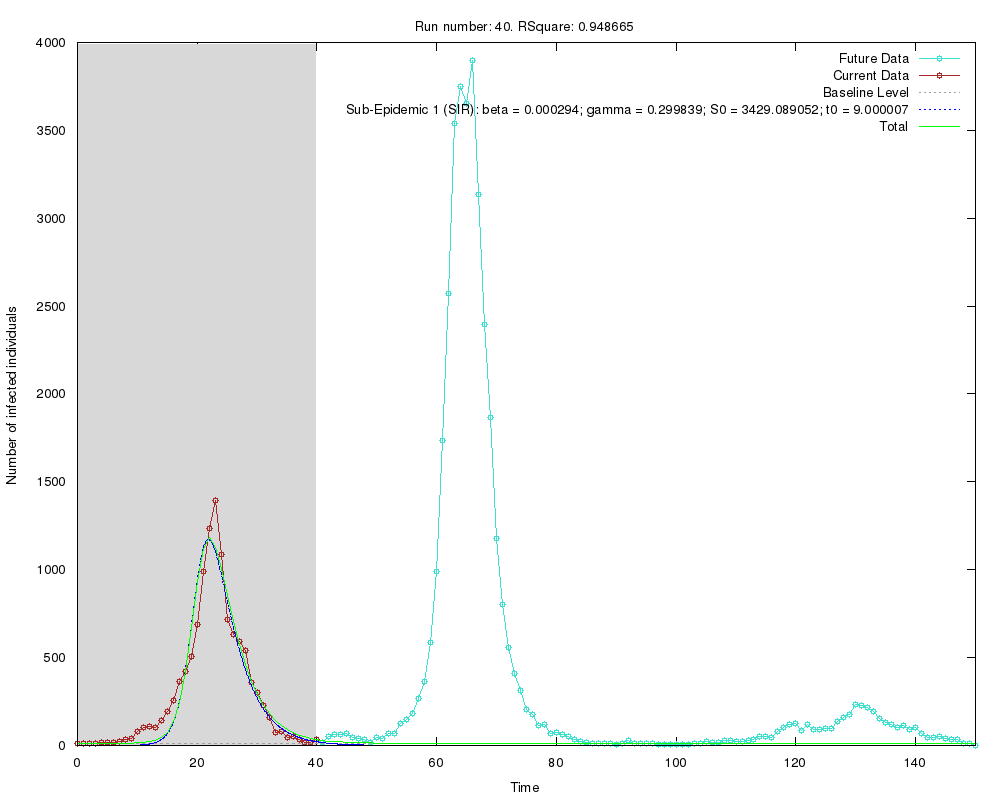 Run number: 40. RSquare: 0.948665
Future Data
Current Data
Baseline Level
Sub-Epidemic 1 (SIR): beta = 0.000294; gamma = 0.299839; S0 = 3429.089052; t0 = 9.000007
Total
4000
3500
3000
2500
2000
1500
1000
500
0
Number of infected individuals
0 20 40 60 80 100 120 140
Time